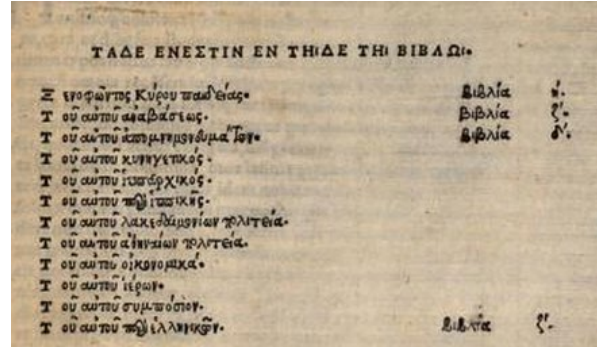 ΤΑΔΕ ΕΝΕΣΤΙΝ ΕΝ ΤΗΙΔΕ ΤΗΙ ΒΙΒΛΩΙ.
Ξενοφῶντος Κύρου παιδείας. Βιβλία ή.
Τοῦ αὐτοῦ ἀναβάσεως. Βιβλία ζ'.
Τοῦ αὐτοῦ ἀπομνημονευμάτων. Βιβλία δ'.
Τοῦ αὐτοῦ κυνηγετικός.
Τοῦ αὐτοῦ ἱππάρχικός.
Τοῦ αὐτοῦ περὶ ἱππικῆς.
Τοῦ αὐτοῦ λακεδαιμονίων πολιτεία.
Τοῦ αὐτοῦ ἀθηναίων πολιτεία.
Τοῦ αὐτοῦ οἰκονομικά.
Τοῦ αὐτοῦ ἱέρων.
Τοῦ αὐτοῦ συμπόσιον.
Τοῦ αὐτοῦ περὶ ἑλληνικῶν. Βιβλία ζ'.